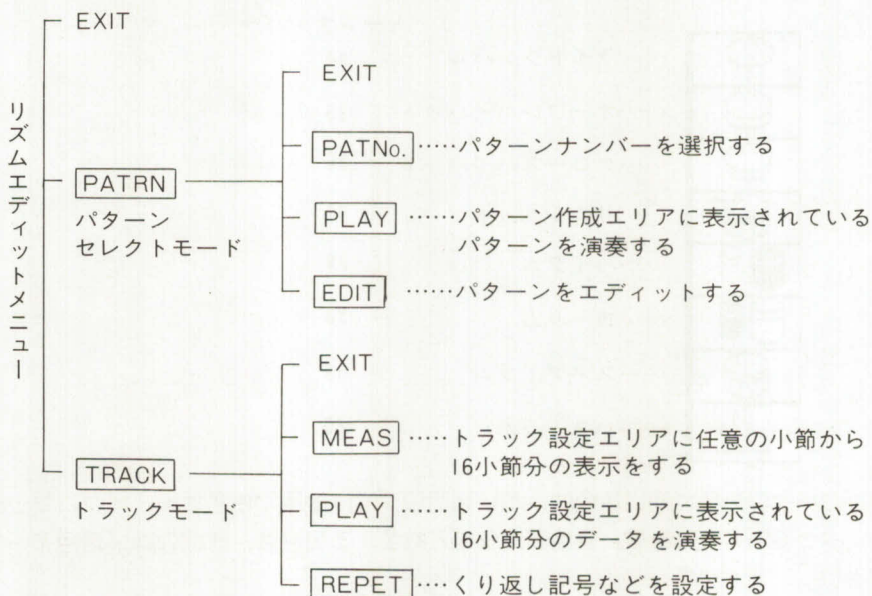 リズムエディットメニュー
EXIT
PATRN
パターン
セレクトモード
EXIT
PATNo.……パターンナンバーを選択する
PLAY ……パターン作成エリアに表示されている
パターンを演奏する
EDIT ……パターンをエディットする
TRACK
トラックモード
EXIT
MEAS ……トラック設定エリアに任意の小節から
16小節分の表示をする
PLAY ……トラック設定エリアに表示されている
16小節分のデータを演奏する
REPET ……くり返し記号などを設定する